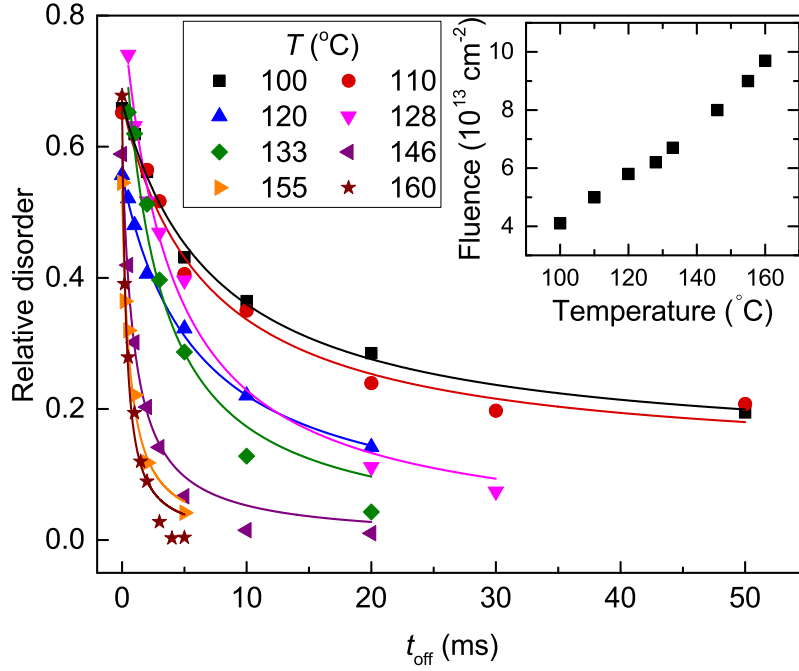 T (°C)
100 110
120 128
133 146
155 160
Relative disorder
0.8
0.6
0.4
0.2
0.0
0 10 20 30 40 50
t_off (ms)
Fluence (10^13 cm^-2)
10
8
6
4
100 120 140 160
Temperature (°C)